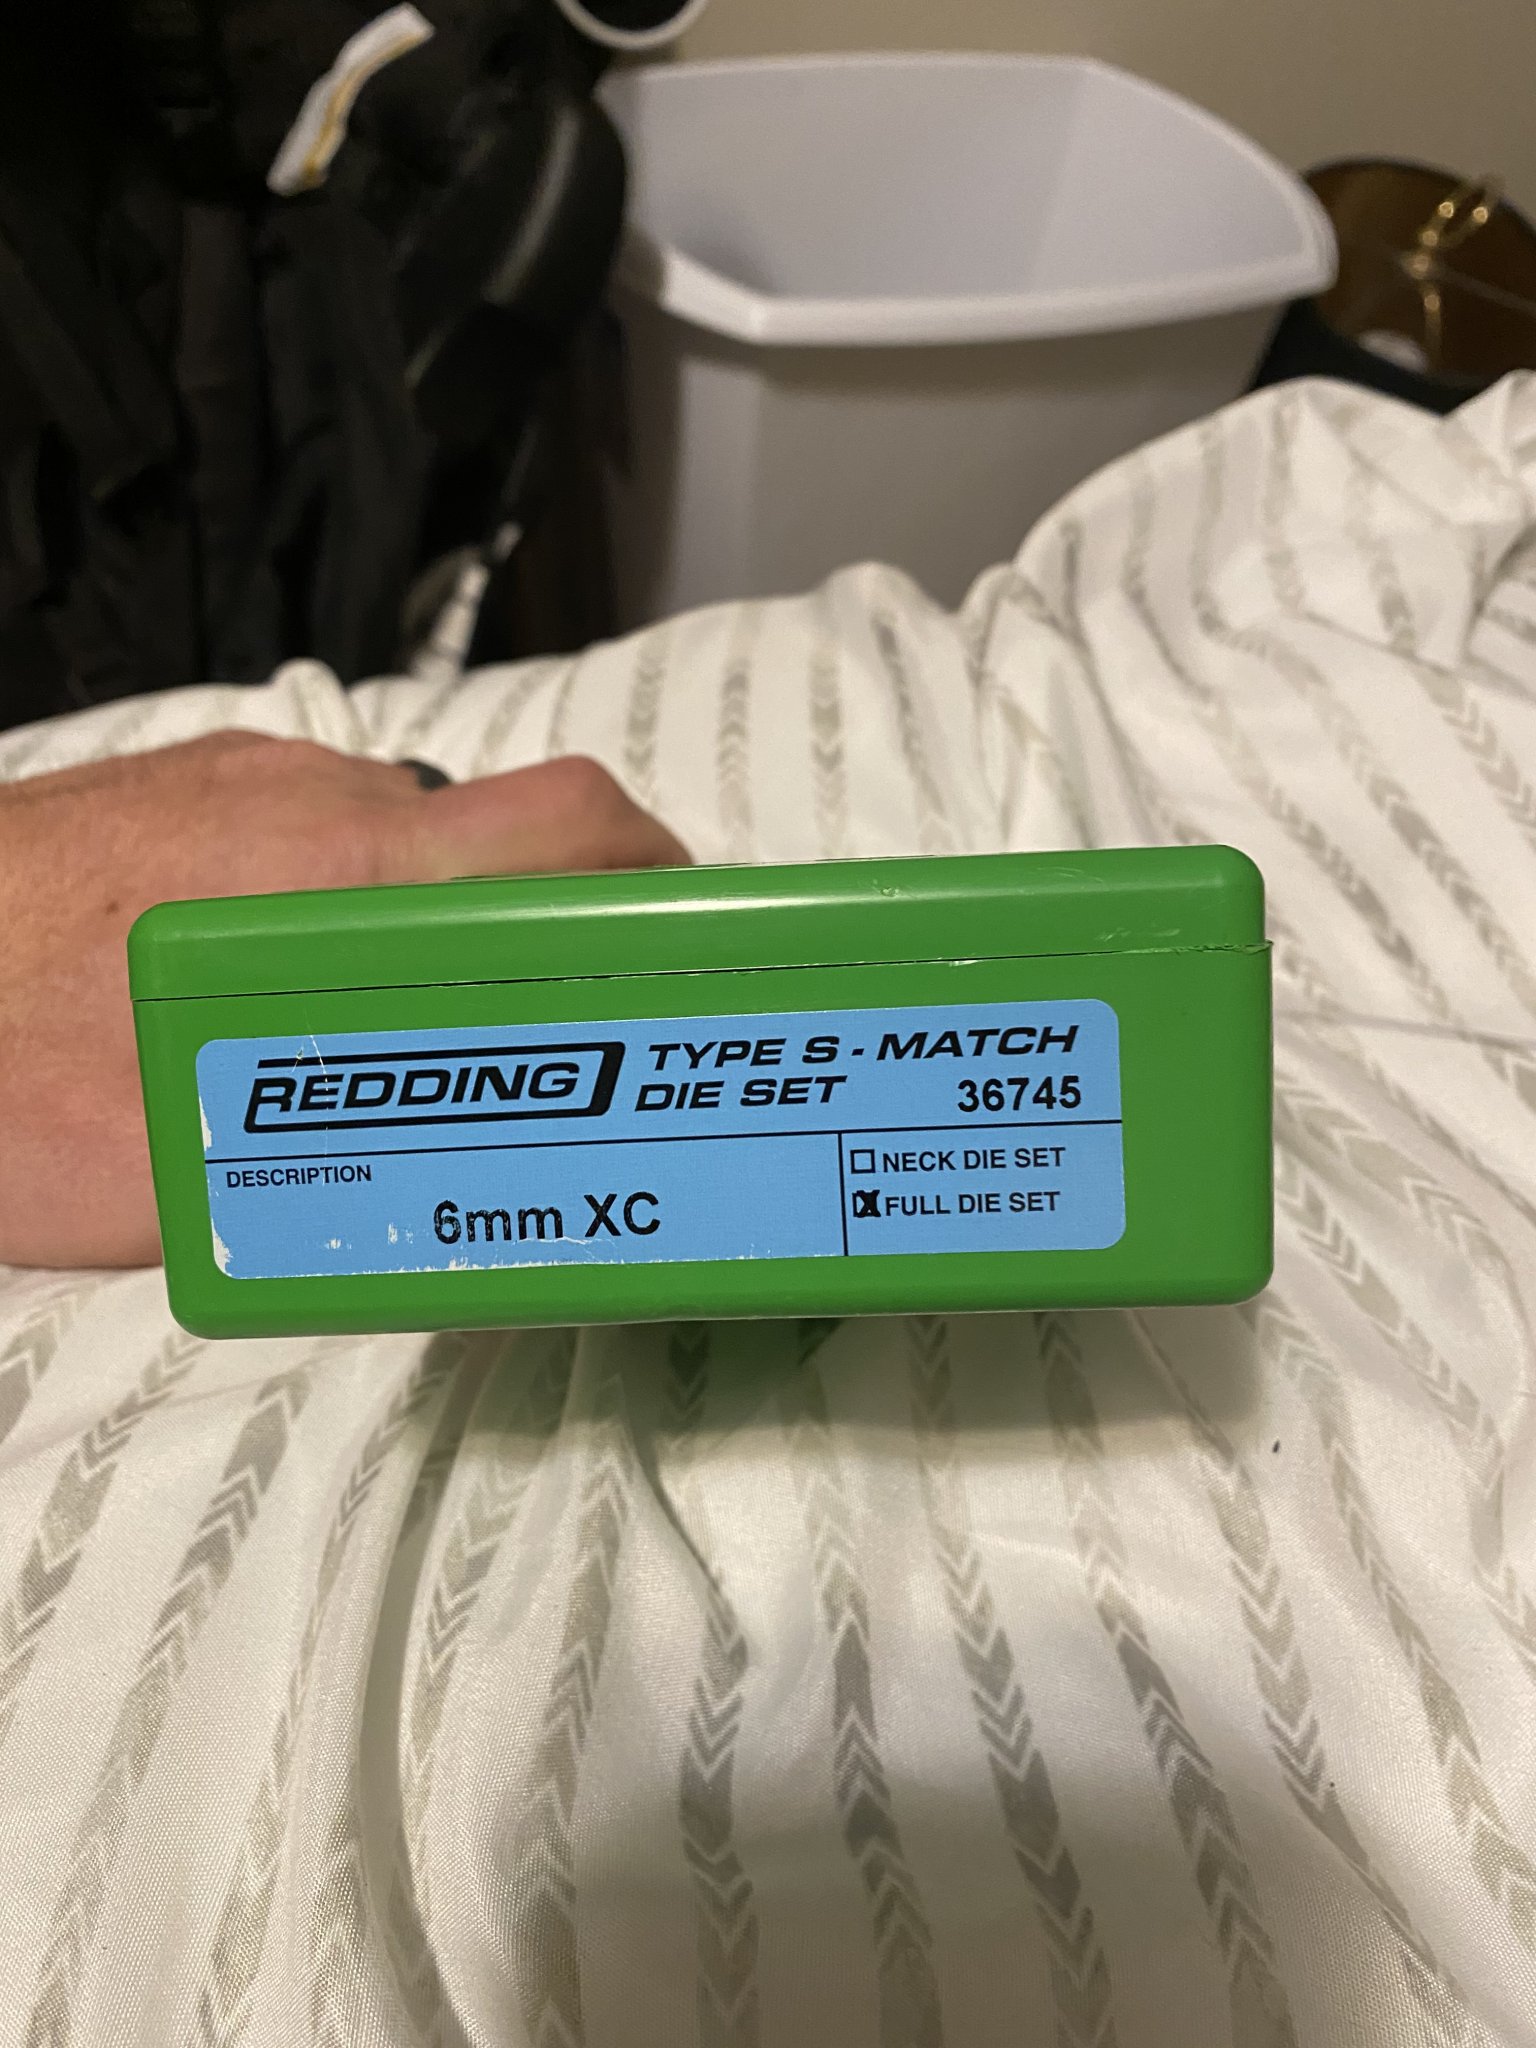 REDDING TYPE S - MATCH
DIE SET 36745
DESCRIPTION
6mm XC
NECK DIE SET
FULL DIE SET